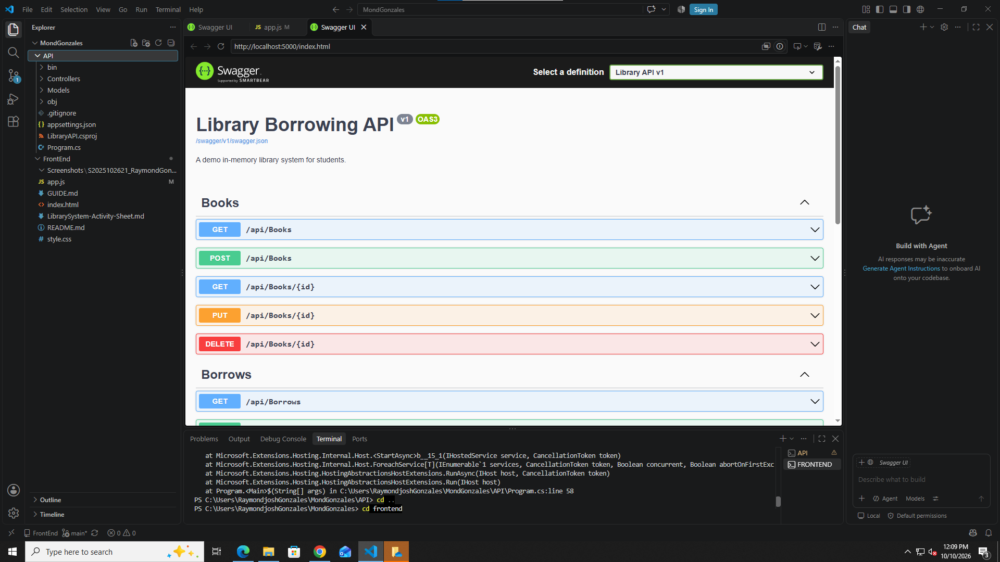 File Edit Selection View Go Run Terminal Help
MondGonzales
Sign In
Explorer
MondGonzales
API
bin
Controllers
Models
obj
.gitignore
appsettings.json
LibraryAPI.csproj
Program.cs
FrontEnd
Screenshots\S2025102621_RaymondGon...
app.js M
GUIDE.md
index.html
LibrarySystem-Activity-Sheet.md
README.md
style.css
Outline
Timeline
Swagger UI
app.js M
Swagger UI
http://localhost:5000/index.html
Swagger
Supported by SMARTBEAR
Select a definition
Library API v1
Library Borrowing API v1 OAS3
/swagger/v1/swagger.json
A demo in-memory library system for students.
Books
GET /api/Books
POST /api/Books
GET /api/Books/{id}
PUT /api/Books/{id}
DELETE /api/Books/{id}
Borrows
GET /api/Borrows
Problems Output Debug Console Terminal Ports
at Microsoft.Extensions.Hosting.Internal.Host.<StartAsync>b__15_1(IHostedService service, CancellationToken token)
at Microsoft.Extensions.Hosting.Internal.Host.ForeachService[T](IEnumerable`1 services, CancellationToken token, Boolean concurrent, Boolean abortOnFirstExc
at Microsoft.Extensions.Hosting.HostingAbstractionsHostExtensions.RunAsync(IHost host, CancellationToken token)
at Microsoft.Extensions.Hosting.HostingAbstractionsHostExtensions.Run(IHost host)
at Program.<Main>$(String[] args) in C:\Users\RaymondjoshGonzales\MondGonzales\API\Program.cs:line 58
PS C:\Users\RaymondjoshGonzales\MondGonzales\API> cd ..
PS C:\Users\RaymondjoshGonzales\MondGonzales> cd frontend
API
FRONTEND
Chat
Build with Agent
AI responses may be inaccurate
Generate Agent Instructions to onboard AI
onto your codebase.
Swagger UI
Describe what to build
Agent Models
Local Default permissions
FrontEnd main* 0 0
Type here to search
12:09 PM
10/10/2026
3
1